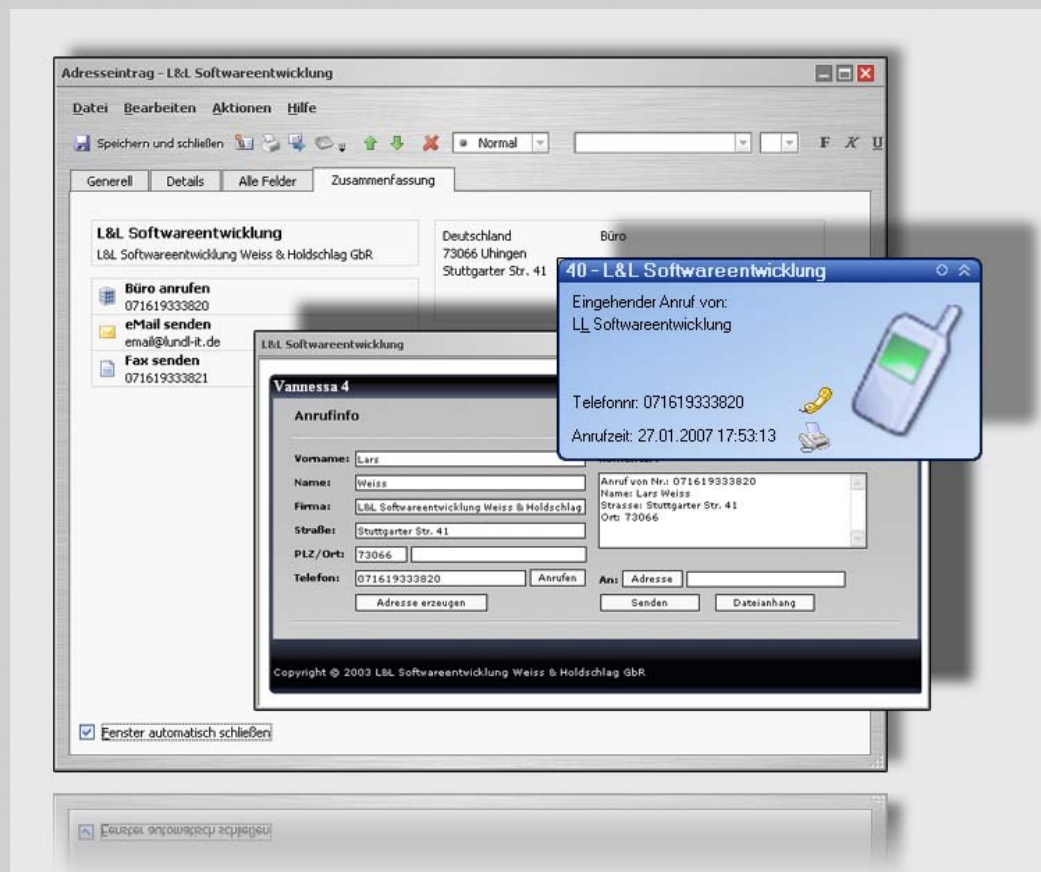 Adresseintrag - L&L Softwareentwicklung
Datei Bearbeiten Aktionen Hilfe
Speichern und schließen Normal F K U
Generell Details Alle Felder Zusammenfassung
L&L Softwareentwicklung
L&L Softwareentwicklung Weiss & Holdschlag GbR
Büro anrufen
071619333820
eMail senden
email@lundl-it.de
Fax senden
071619333821
Deutschland
73066 Uhingen
Stuttgarter Str. 41
Büro
40 - L&L Softwareentwicklung
Eingehender Anruf von:
LL Softwareentwicklung
Telefonnr: 071619333820
Anrufzeit: 27.01.2007 17:53:13
L&L Softwareentwicklung
Vannessa 4
Anrufinfo
Vorname: Lars
Name: Weiss
Firma: L&L Softwareentwicklung Weiss & Holdschlag
Straße: Stuttgarter Str. 41
PLZ/Ort: 73066
Telefon: 071619333820 Anrufen
Adresse erzeugen
Anruf von Nr.: 071619333820
Name: Lars Weiss
Strasse: Stuttgarter Str. 41
Ort: 73066
An: Adresse
Senden Dateianhang
Copyright © 2003 L&L Softwareentwicklung Weiss & Holdschlag GbR
Fenster automatisch schließen
Fenster automatisch schließen